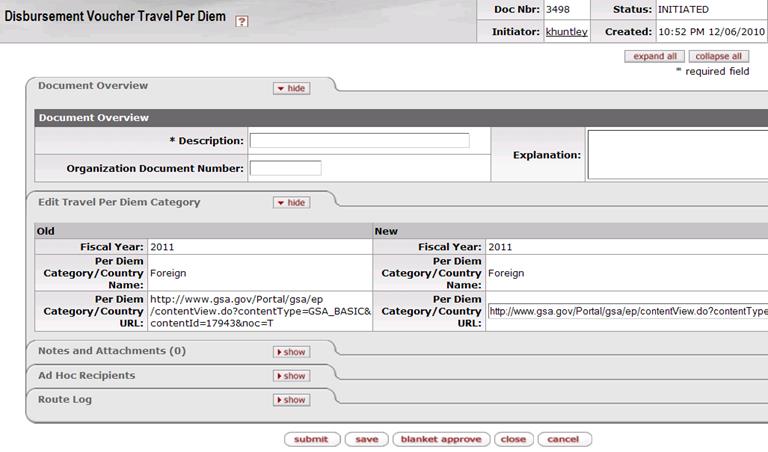 Disbursement Voucher Travel Per Diem ?
Doc Nbr: 3498 Status: INITIATED
Initiator: khuntley Created: 10:52 PM 12/06/2010
expand all collapse all
* required field
Document Overview hide
Document Overview
* Description: Explanation:
Organization Document Number:
Edit Travel Per Diem Category hide
Old New
Fiscal Year: 2011 Fiscal Year: 2011
Per Diem Per Diem
Category/Country Foreign Category/Country Foreign
Name: Name:
Per Diem http://www.gsa.gov/Portal/gsa/ep Per Diem
Category/Country /contentView.do?contentType=GSA_BASIC& Category/Country http://www.gsa.gov/Portal/gsa/ep/contentView.do?contentType
URL: contentId=17943&noc=T URL:
Notes and Attachments (0) show
Ad Hoc Recipients show
Route Log show
submit save blanket approve close cancel